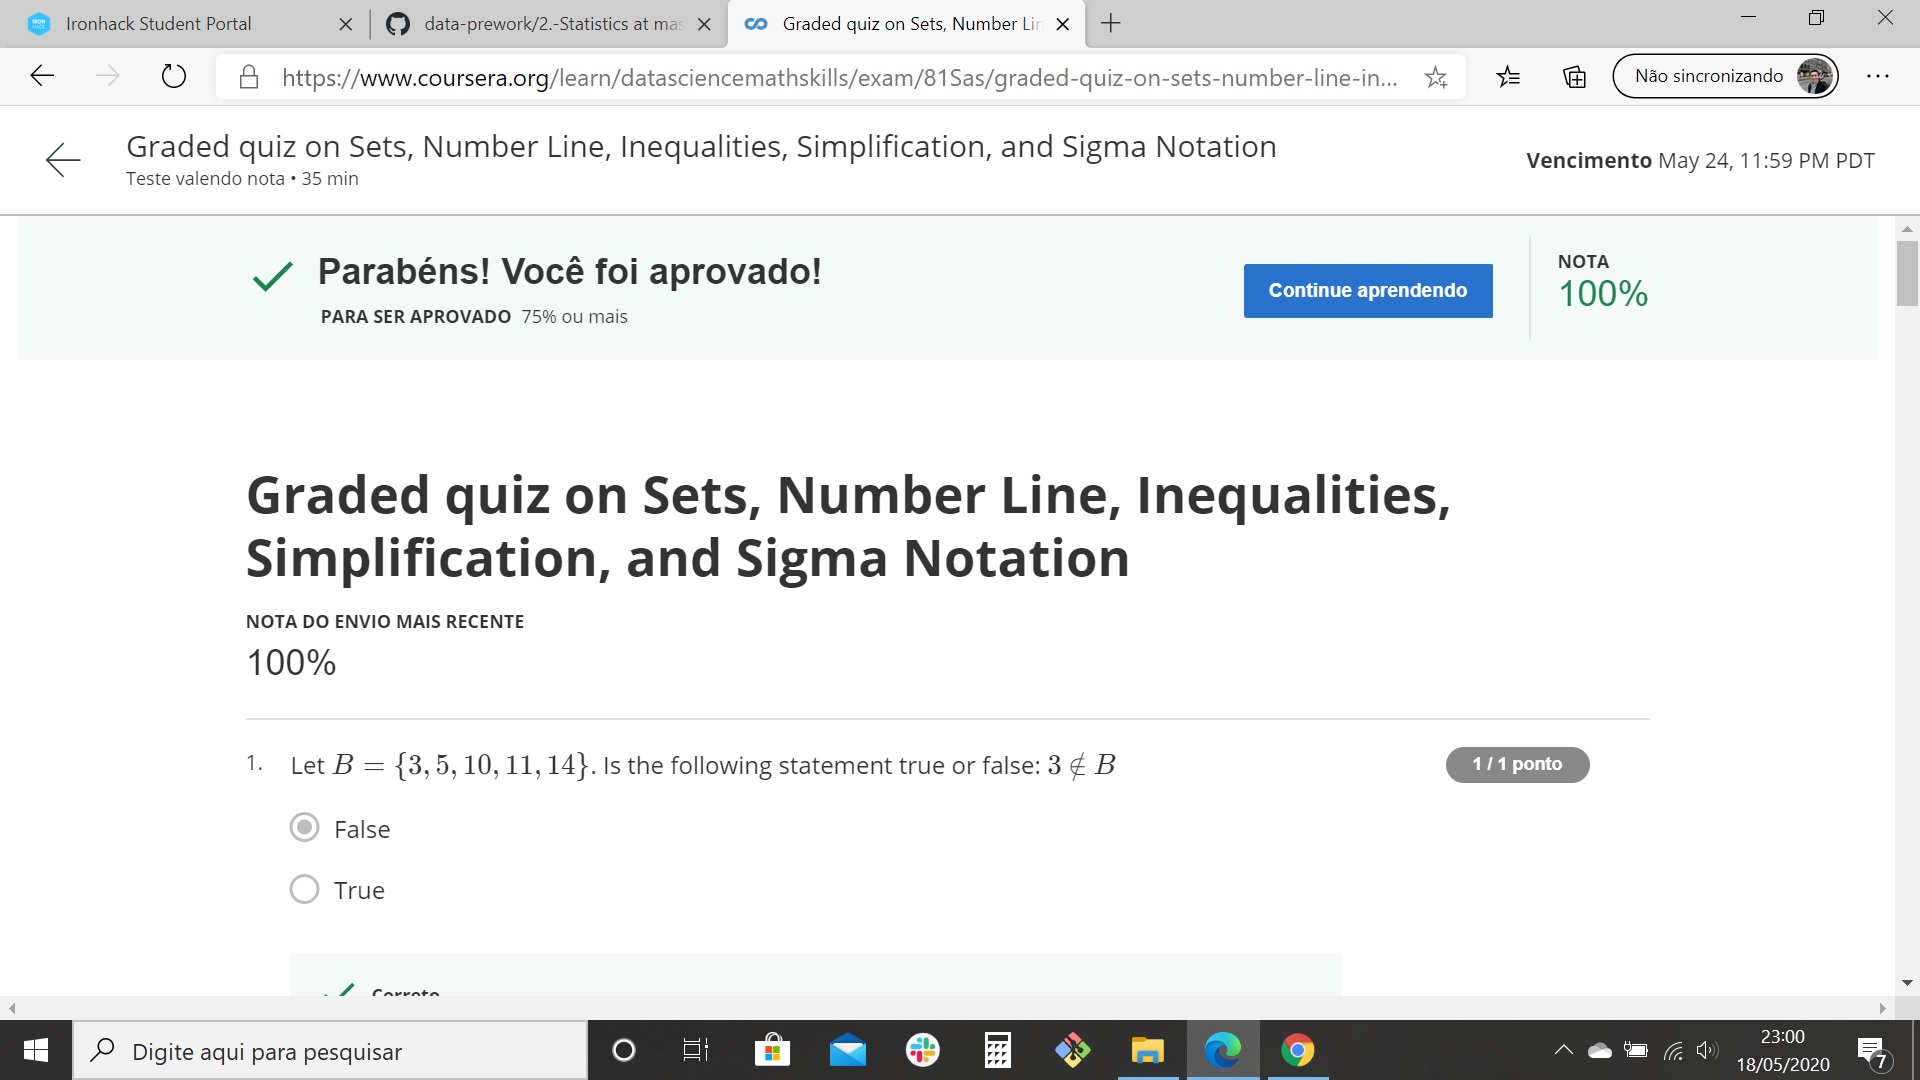 Ironhack Student Portal
data-prework/2.-Statistics at mas
Graded quiz on Sets, Number Lin
https://www.coursera.org/learn/datasciencemathskills/exam/81Sas/graded-quiz-on-sets-number-line-in...
Não sincronizando
Graded quiz on Sets, Number Line, Inequalities, Simplification, and Sigma Notation
Teste valendo nota • 35 min
Vencimento May 24, 11:59 PM PDT
Parabéns! Você foi aprovado!
PARA SER APROVADO 75% ou mais
Continue aprendendo
NOTA
100%
Graded quiz on Sets, Number Line, Inequalities,
Simplification, and Sigma Notation
NOTA DO ENVIO MAIS RECENTE
100%
1. Let B = {3, 5, 10, 11, 14}. Is the following statement true or false: 3 ∉ B
1 / 1 ponto
False
True
Correto
Digite aqui para pesquisar
23:00
18/05/2020
7